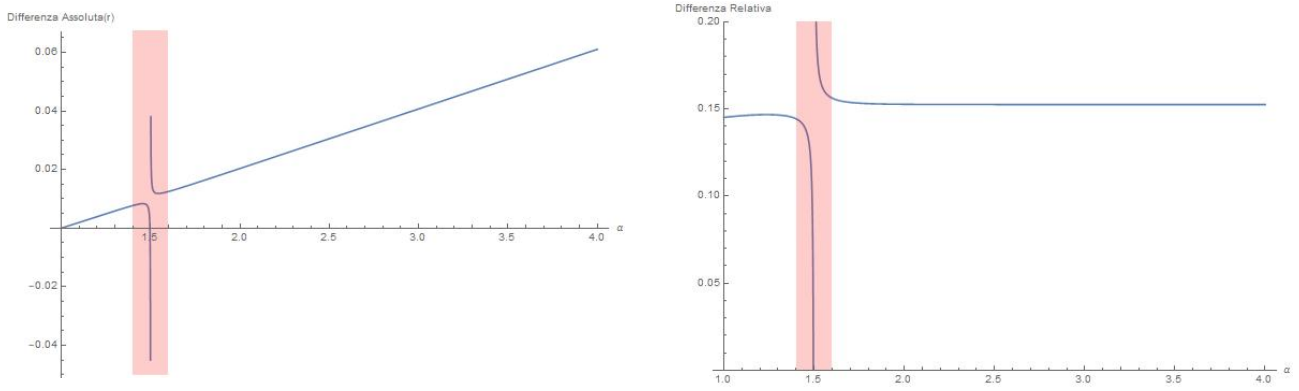 Differenza Assoluta(r)
0.06
0.04
0.02
1.5 2.0 2.5 3.0 3.5 4.0 α
-0.02
-0.04
Differenza Relativa
0.20
0.15
0.10
0.05
1.0 1.5 2.0 2.5 3.0 3.5 4.0 α